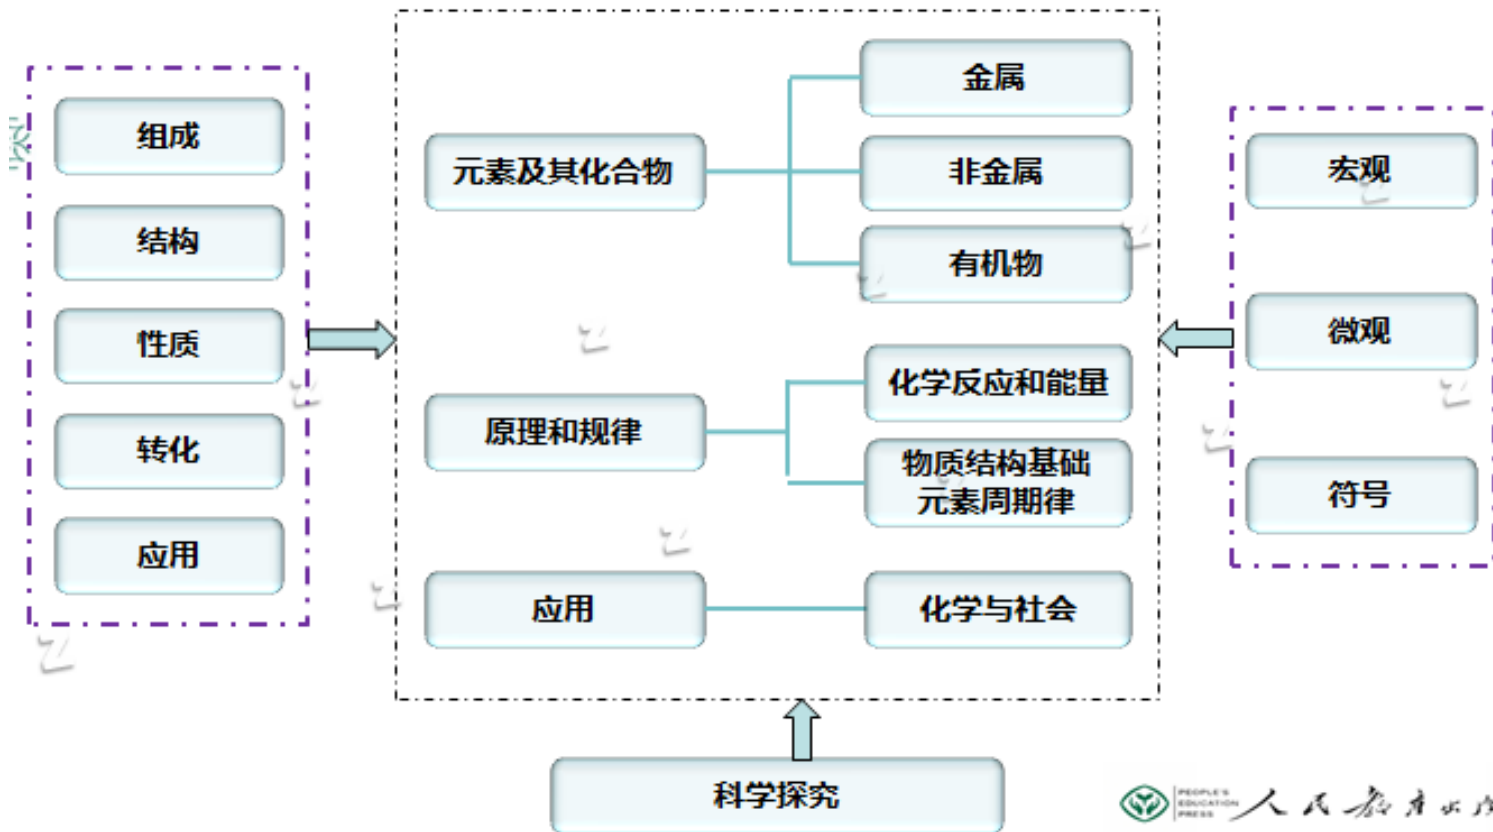 组成
结构
性质
转化
应用
元素及其化合物
金属
非金属
有机物
原理和规律
化学反应和能量
物质结构基础
元素周期律
应用
化学与社会
宏观
微观
符号
科学探究
PEOPLE'S
EDUCATION
PRESS
人民教育出版